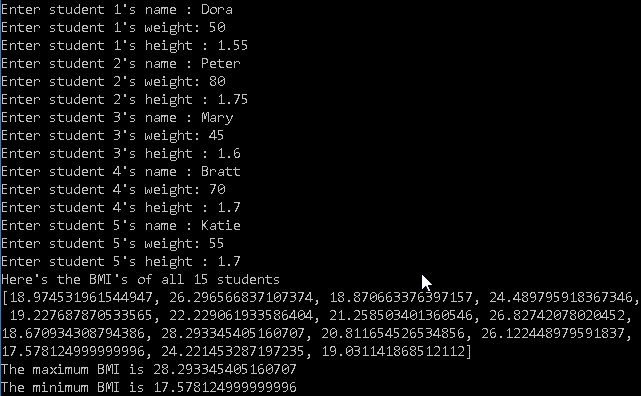 Enter student 1's name : Dora
Enter student 1's weight: 50
Enter student 1's height : 1.55
Enter student 2's name : Peter
Enter student 2's weight: 80
Enter student 2's height : 1.75
Enter student 3's name : Mary
Enter student 3's weight: 45
Enter student 3's height : 1.6
Enter student 4's name : Bratt
Enter student 4's weight: 70
Enter student 4's height : 1.7
Enter student 5's name : Katie
Enter student 5's weight: 55
Enter student 5's height : 1.7
Here's the BMI's of all 15 students
[18.974531961544947, 26.296566837107374, 18.870663376397157, 24.489795918367346,
19.227687870533565, 22.229061933586404, 21.258503401360546, 26.82742078020452,
18.670934308794386, 28.293345405160707, 20.811654526534856, 26.122448979591837,
17.578124999999996, 24.221453287197235, 19.031141868512112]
The maximum BMI is 28.293345405160707
The minimum BMI is 17.578124999999996